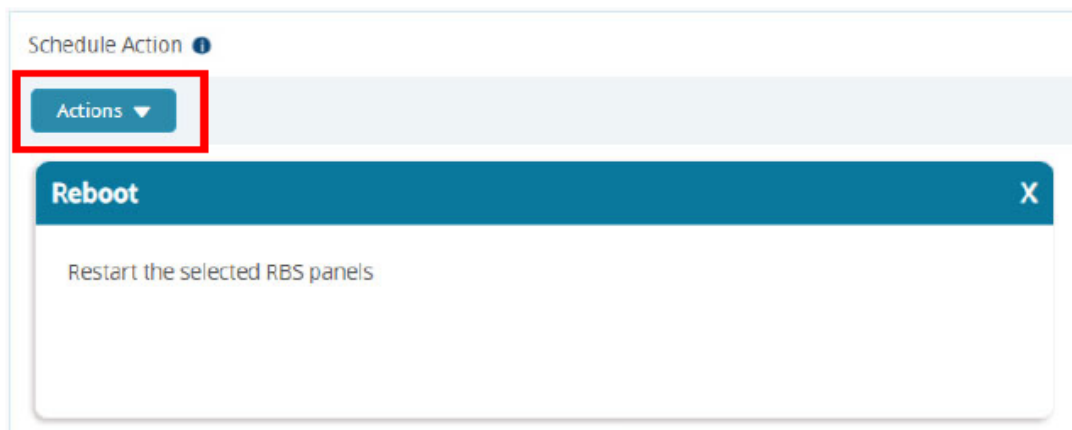 Schedule Action
Actions
Reboot X
Restart the selected RBS panels